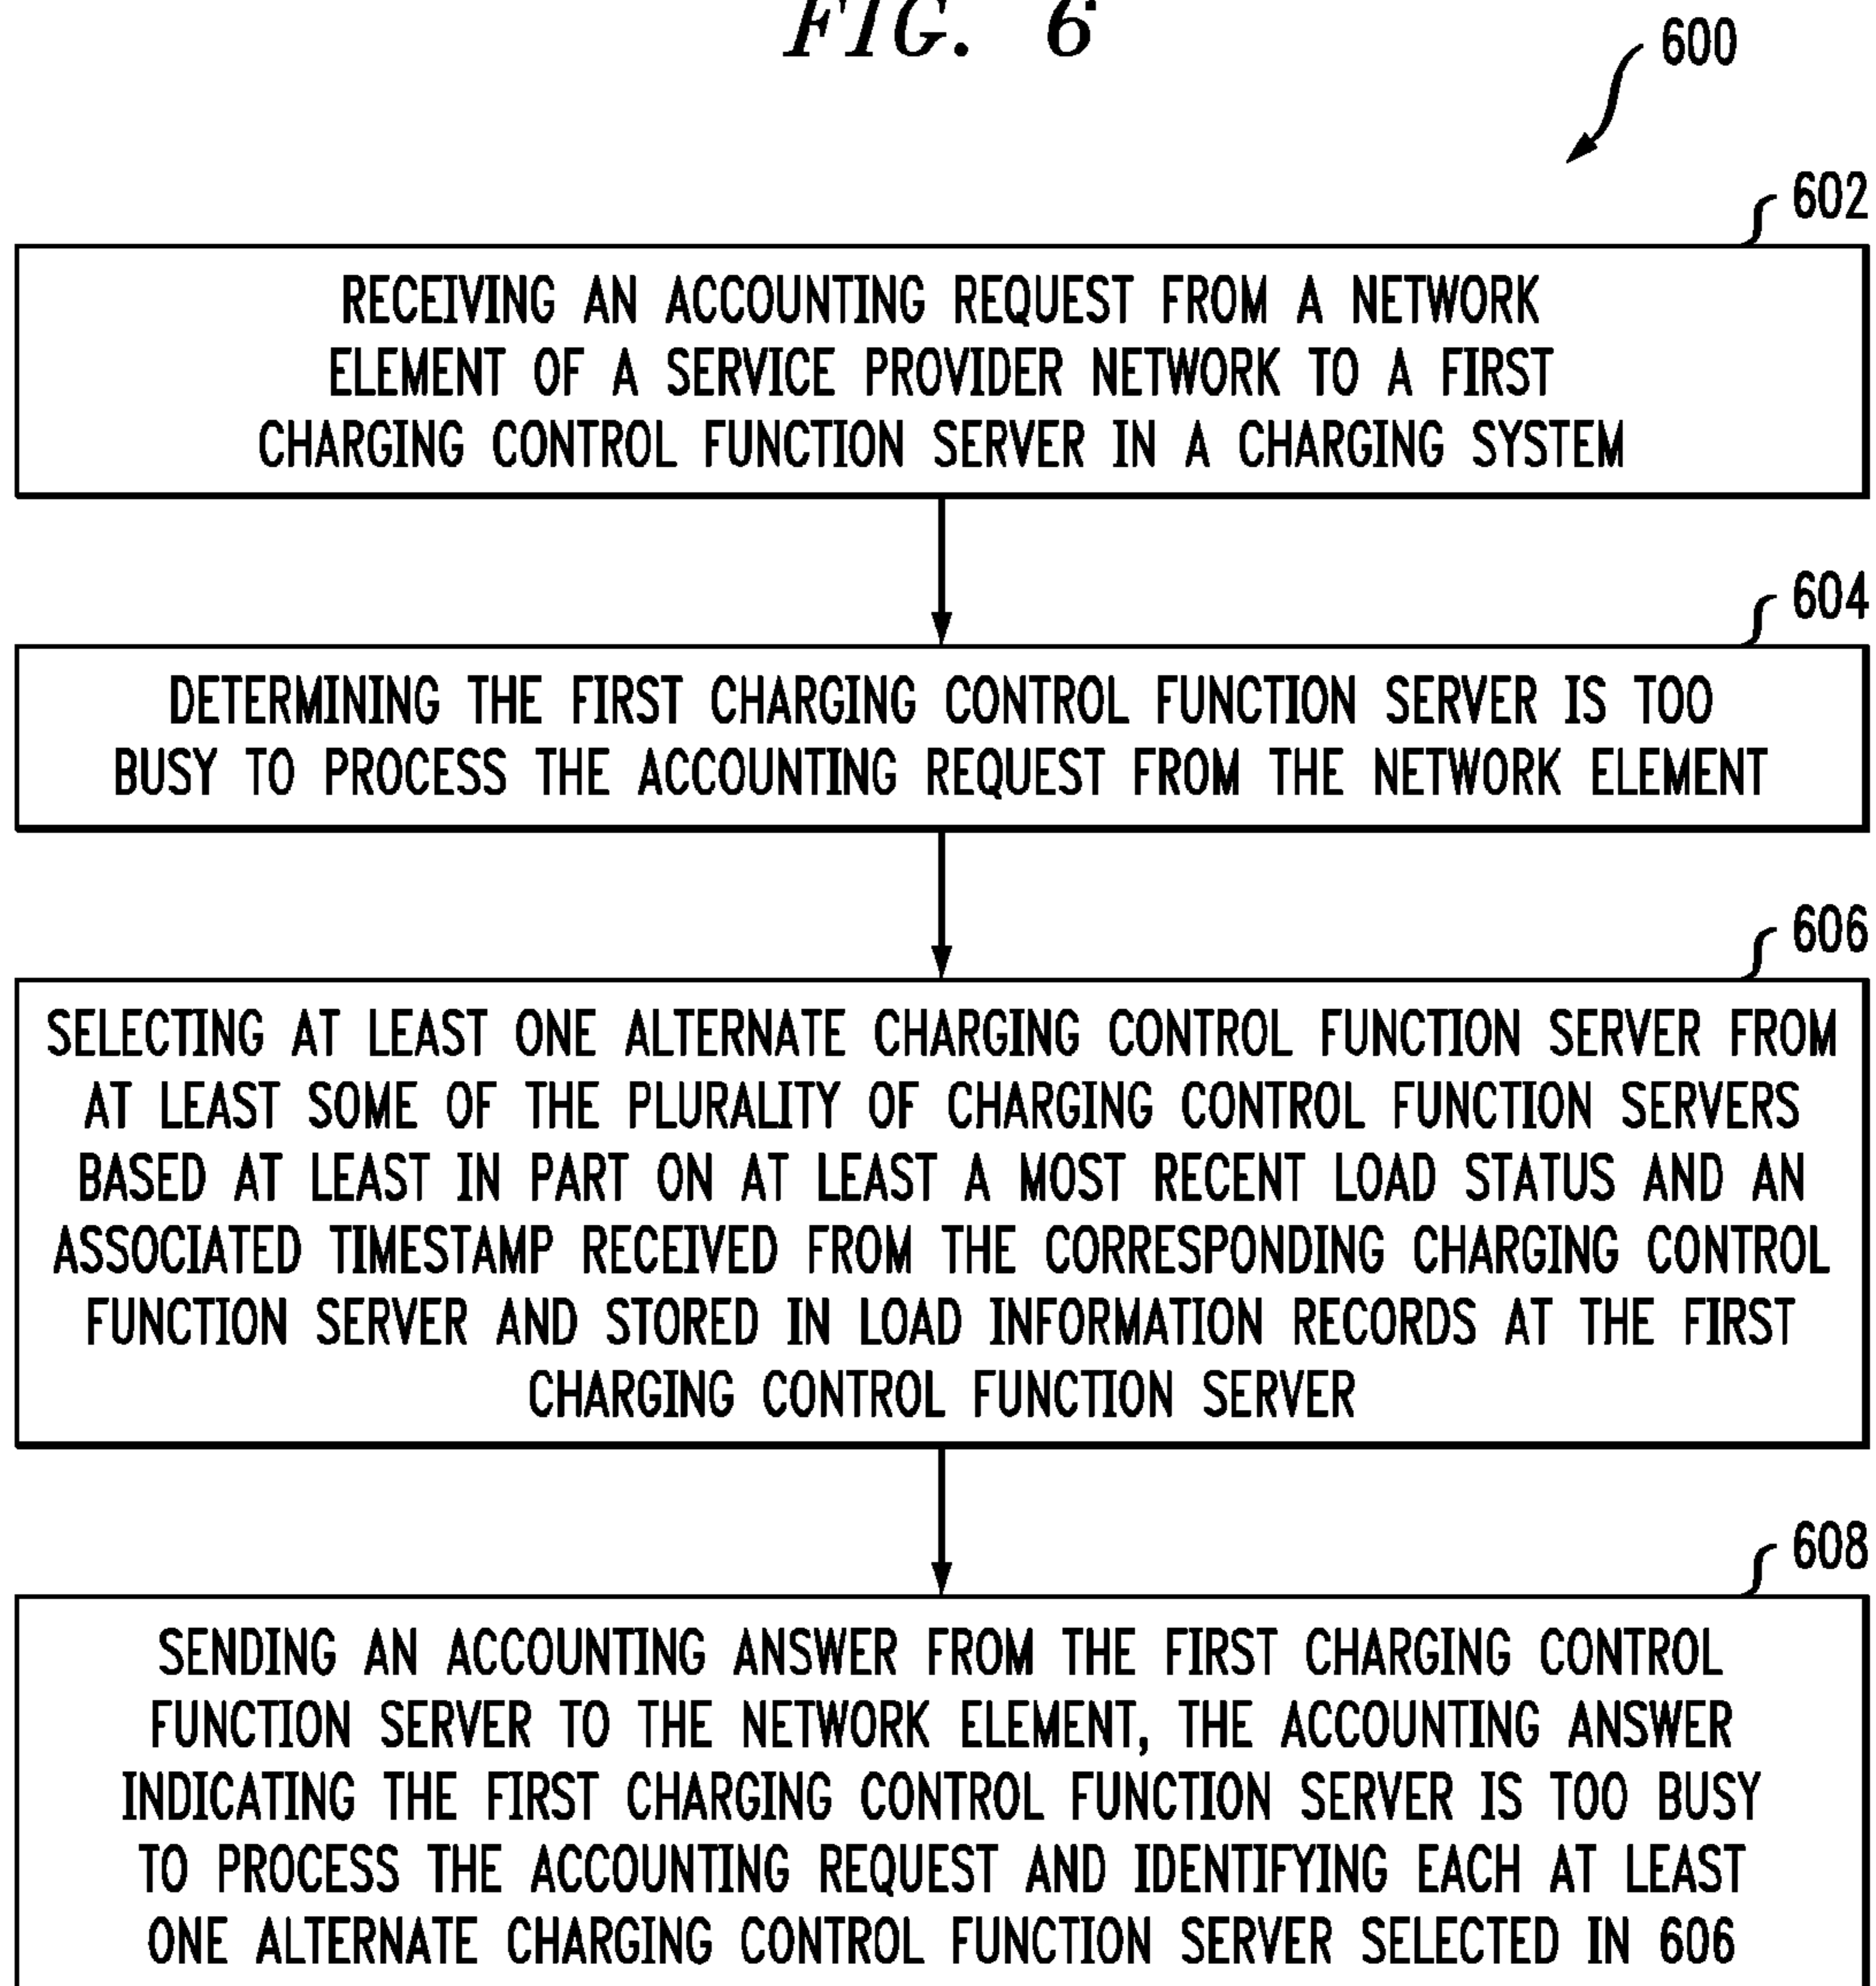 FIG. 6
600
602
RECEIVING AN ACCOUNTING REQUEST FROM A NETWORK
ELEMENT OF A SERVICE PROVIDER NETWORK TO A FIRST
CHARGING CONTROL FUNCTION SERVER IN A CHARGING SYSTEM
604
DETERMINING THE FIRST CHARGING CONTROL FUNCTION SERVER IS TOO
BUSY TO PROCESS THE ACCOUNTING REQUEST FROM THE NETWORK ELEMENT
606
SELECTING AT LEAST ONE ALTERNATE CHARGING CONTROL FUNCTION SERVER FROM
AT LEAST SOME OF THE PLURALITY OF CHARGING CONTROL FUNCTION SERVERS
BASED AT LEAST IN PART ON AT LEAST A MOST RECENT LOAD STATUS AND AN
ASSOCIATED TIMESTAMP RECEIVED FROM THE CORRESPONDING CHARGING CONTROL
FUNCTION SERVER AND STORED IN LOAD INFORMATION RECORDS AT THE FIRST
CHARGING CONTROL FUNCTION SERVER
608
SENDING AN ACCOUNTING ANSWER FROM THE FIRST CHARGING CONTROL
FUNCTION SERVER TO THE NETWORK ELEMENT, THE ACCOUNTING ANSWER
INDICATING THE FIRST CHARGING CONTROL FUNCTION SERVER IS TOO BUSY
TO PROCESS THE ACCOUNTING REQUEST AND IDENTIFYING EACH AT LEAST
ONE ALTERNATE CHARGING CONTROL FUNCTION SERVER SELECTED IN 606